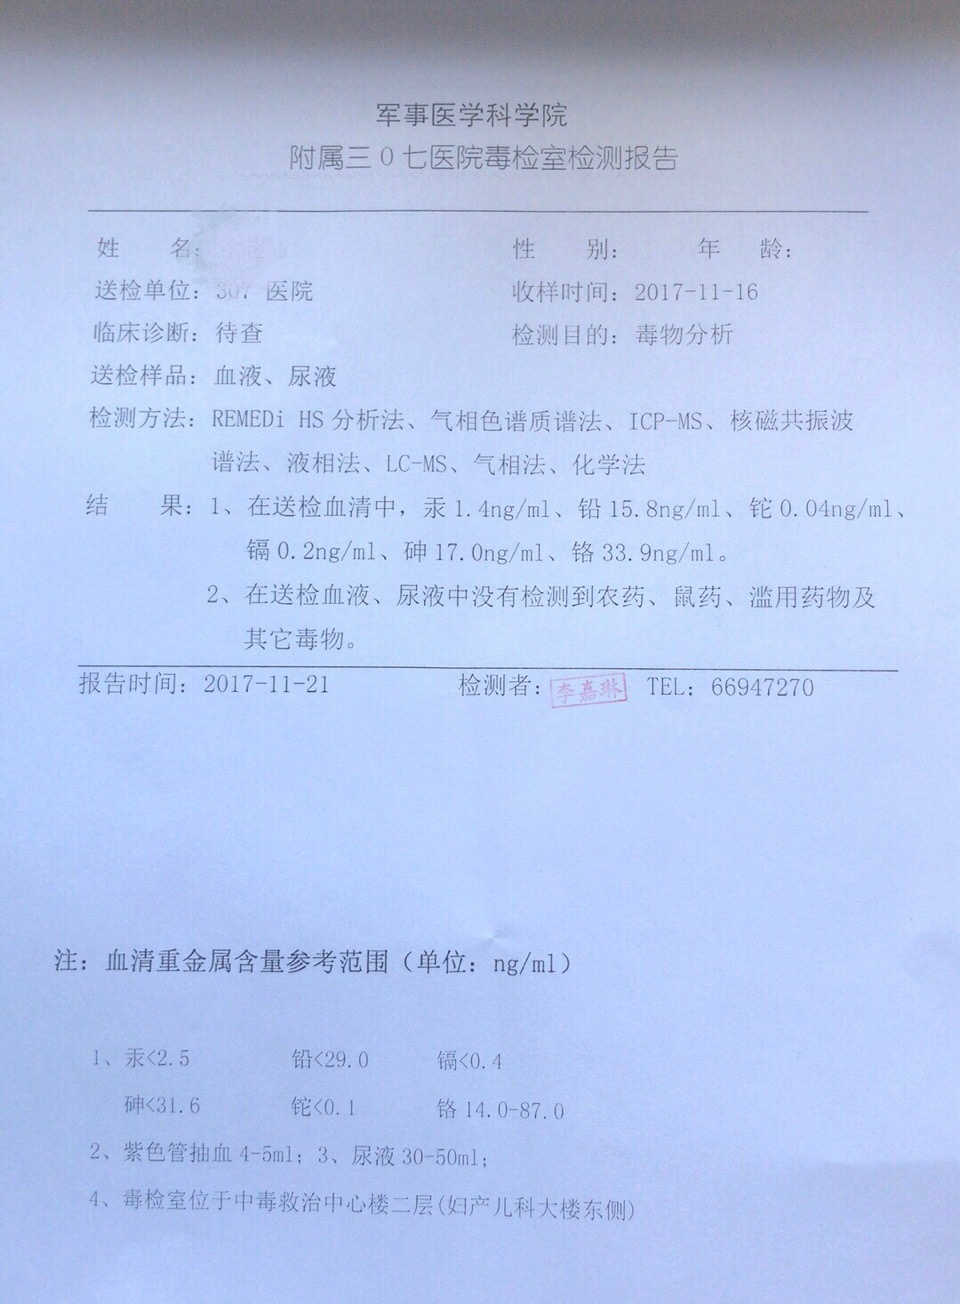 军事医学科学院
附属三0七医院毒检室检测报告
姓 名: 性 别: 年 龄:
送检单位: 307 医院 收样时间: 2017-11-16
临床诊断: 待查 检测目的: 毒物分析
送检样品: 血液、尿液
检测方法: REMEDi HS 分析法、气相色谱质谱法、ICP-MS、核磁共振波
谱法、液相法、LC-MS、气相法、化学法
结 果: 1、在送检血清中, 汞 1.4ng/ml、铅 15.8ng/ml、铊 0.04ng/ml、
镉 0.2ng/ml、砷 17.0ng/ml、铬 33.9ng/ml。
2、在送检血液、尿液中没有检测到农药、鼠药、滥用药物及
其它毒物。
报告时间: 2017-11-21 检测者: 李嘉琳 TEL: 66947270
注: 血清重金属含量参考范围（单位: ng/ml）
1、汞<2.5 铅<29.0 镉<0.4
砷<31.6 铊<0.1 铬 14.0-87.0
2、紫色管抽血 4-5ml; 3、尿液 30-50ml;
4、毒检室位于中毒救治中心楼二层(妇产儿科大楼东侧)